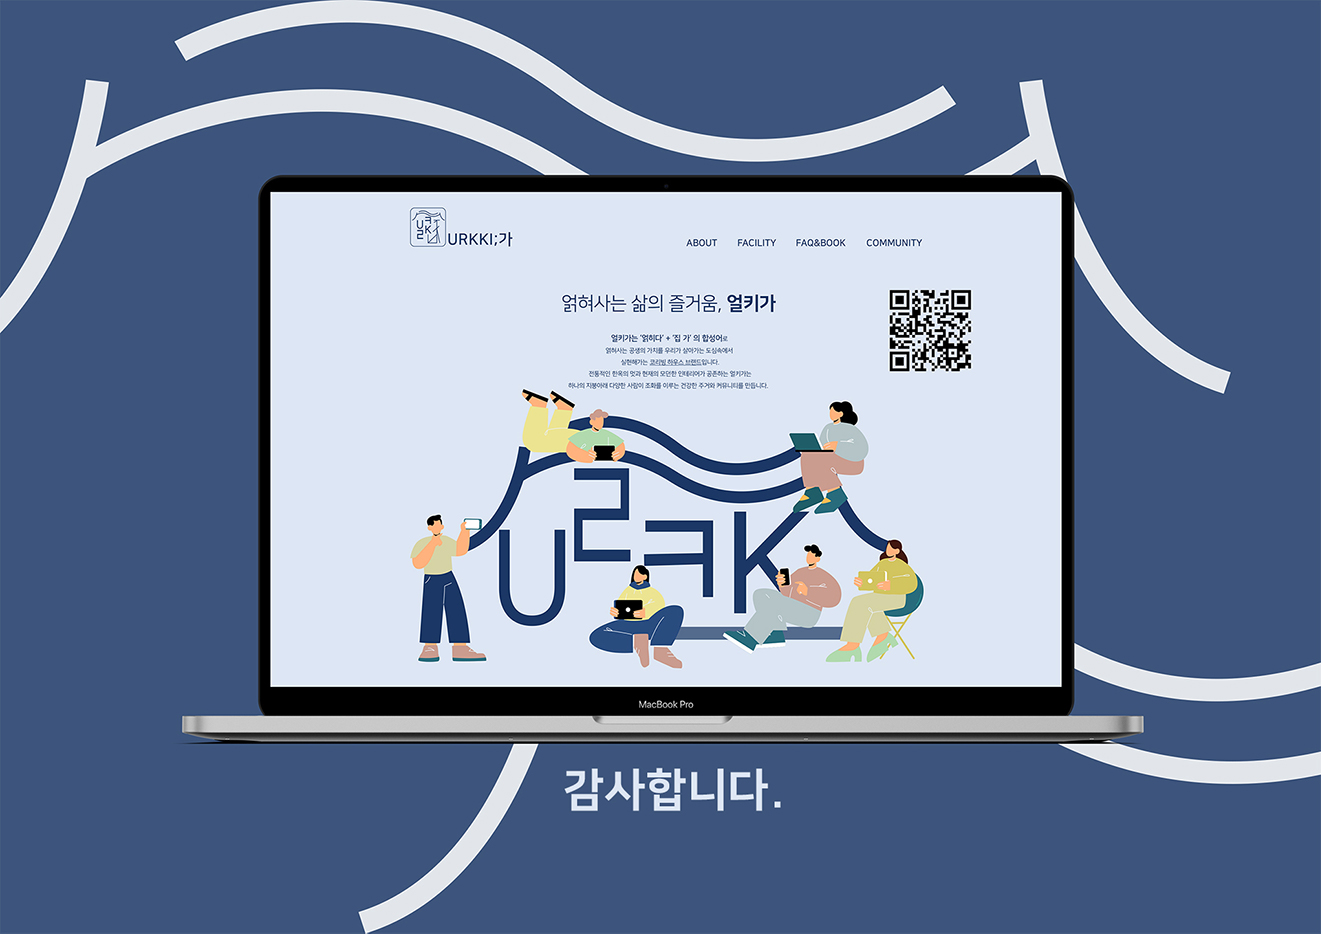 URKKI;가
ABOUT FACILITY FAQ&BOOK COMMUNITY
얽혀사는 삶의 즐거움, 얼키가
얼키가는 '얽히다' + '집 가' 의 합성어로
얽혀사는 공생의 가치를 우리가 살아가는 도심속에서
실현해가는 코리빙 하우스 브랜드입니다.
전통적인 한옥의 멋과 현재의 모던한 인테리어가 공존하는 얼키가는
하나의 지붕아래 다양한 사람이 조화를 이루는 건강한 주거와 커뮤니티를 만듭니다.
UㄹㅋK
MacBook Pro
감사합니다.